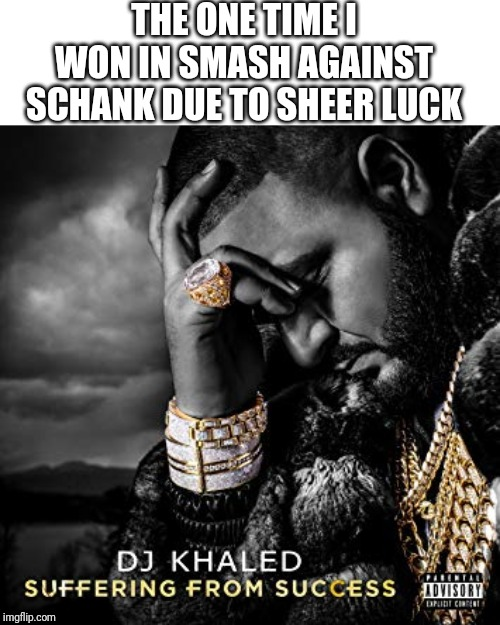 THE ONE TIME I
WON IN SMASH AGAINST
SCHANK DUE TO SHEER LUCK
DJ KHALED
SUFFERING FROM SUCCESS
PARENTAL
ADVISORY
EXPLICIT CONTENT
imgflip.com